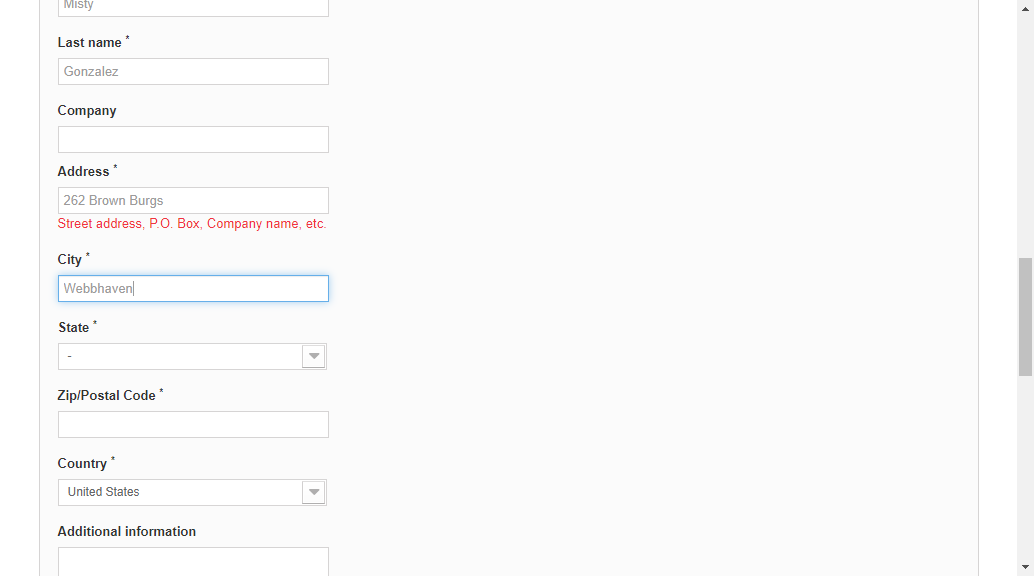 Misty
Last name *
Gonzalez
Company
Address *
262 Brown Burgs
Street address, P.O. Box, Company name, etc.
City *
Webbhaven
State *
-
Zip/Postal Code *
Country *
United States
Additional information